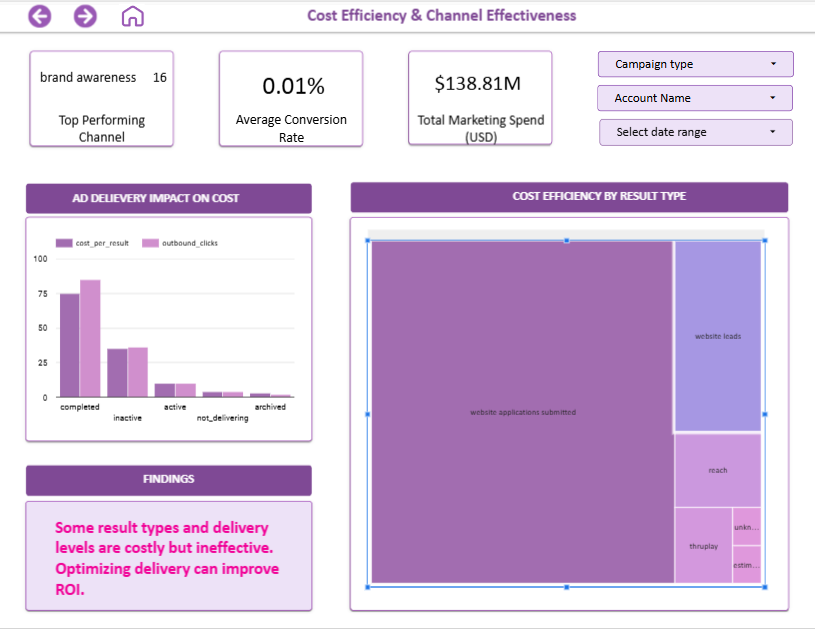 Cost Efficiency & Channel Effectiveness
brand awareness 16
Top Performing
Channel
0.01%
Average Conversion
Rate
$138.81M
Total Marketing Spend
(USD)
Campaign type
Account Name
Select date range
AD DELIEVERY IMPACT ON COST
cost_per_result outbound_clicks
100
75
50
25
0
completed
inactive
active
not_delivering
archived
FINDINGS
Some result types and delivery
levels are costly but ineffective.
Optimizing delivery can improve
ROI.
COST EFFICIENCY BY RESULT TYPE
website applications submitted
website leads
reach
thruplay
unkn...
estim...